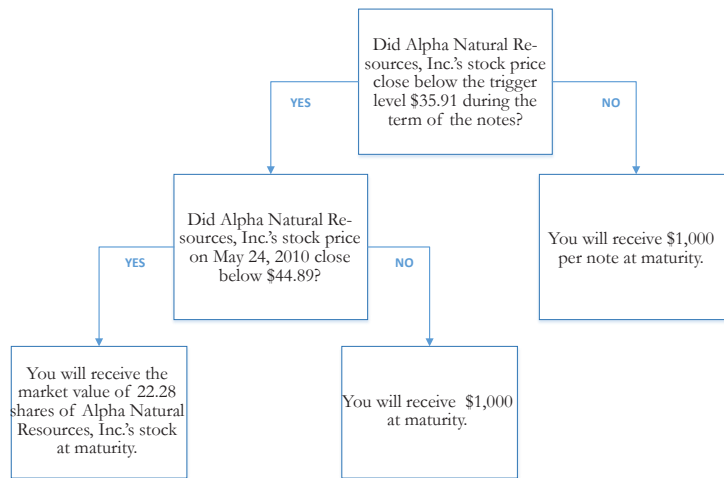 Did Alpha Natural Re-
sources, Inc.'s stock price
close below the trigger
level $35.91 during the
term of the notes?
YES
NO
Did Alpha Natural Re-
sources, Inc.'s stock price
on May 24, 2010 close
below $44.89?
You will receive $1,000
per note at maturity.
YES
NO
You will receive the
market value of 22.28
shares of Alpha Natural
Resources, Inc.'s stock
at maturity.
You will receive $1,000
at maturity.